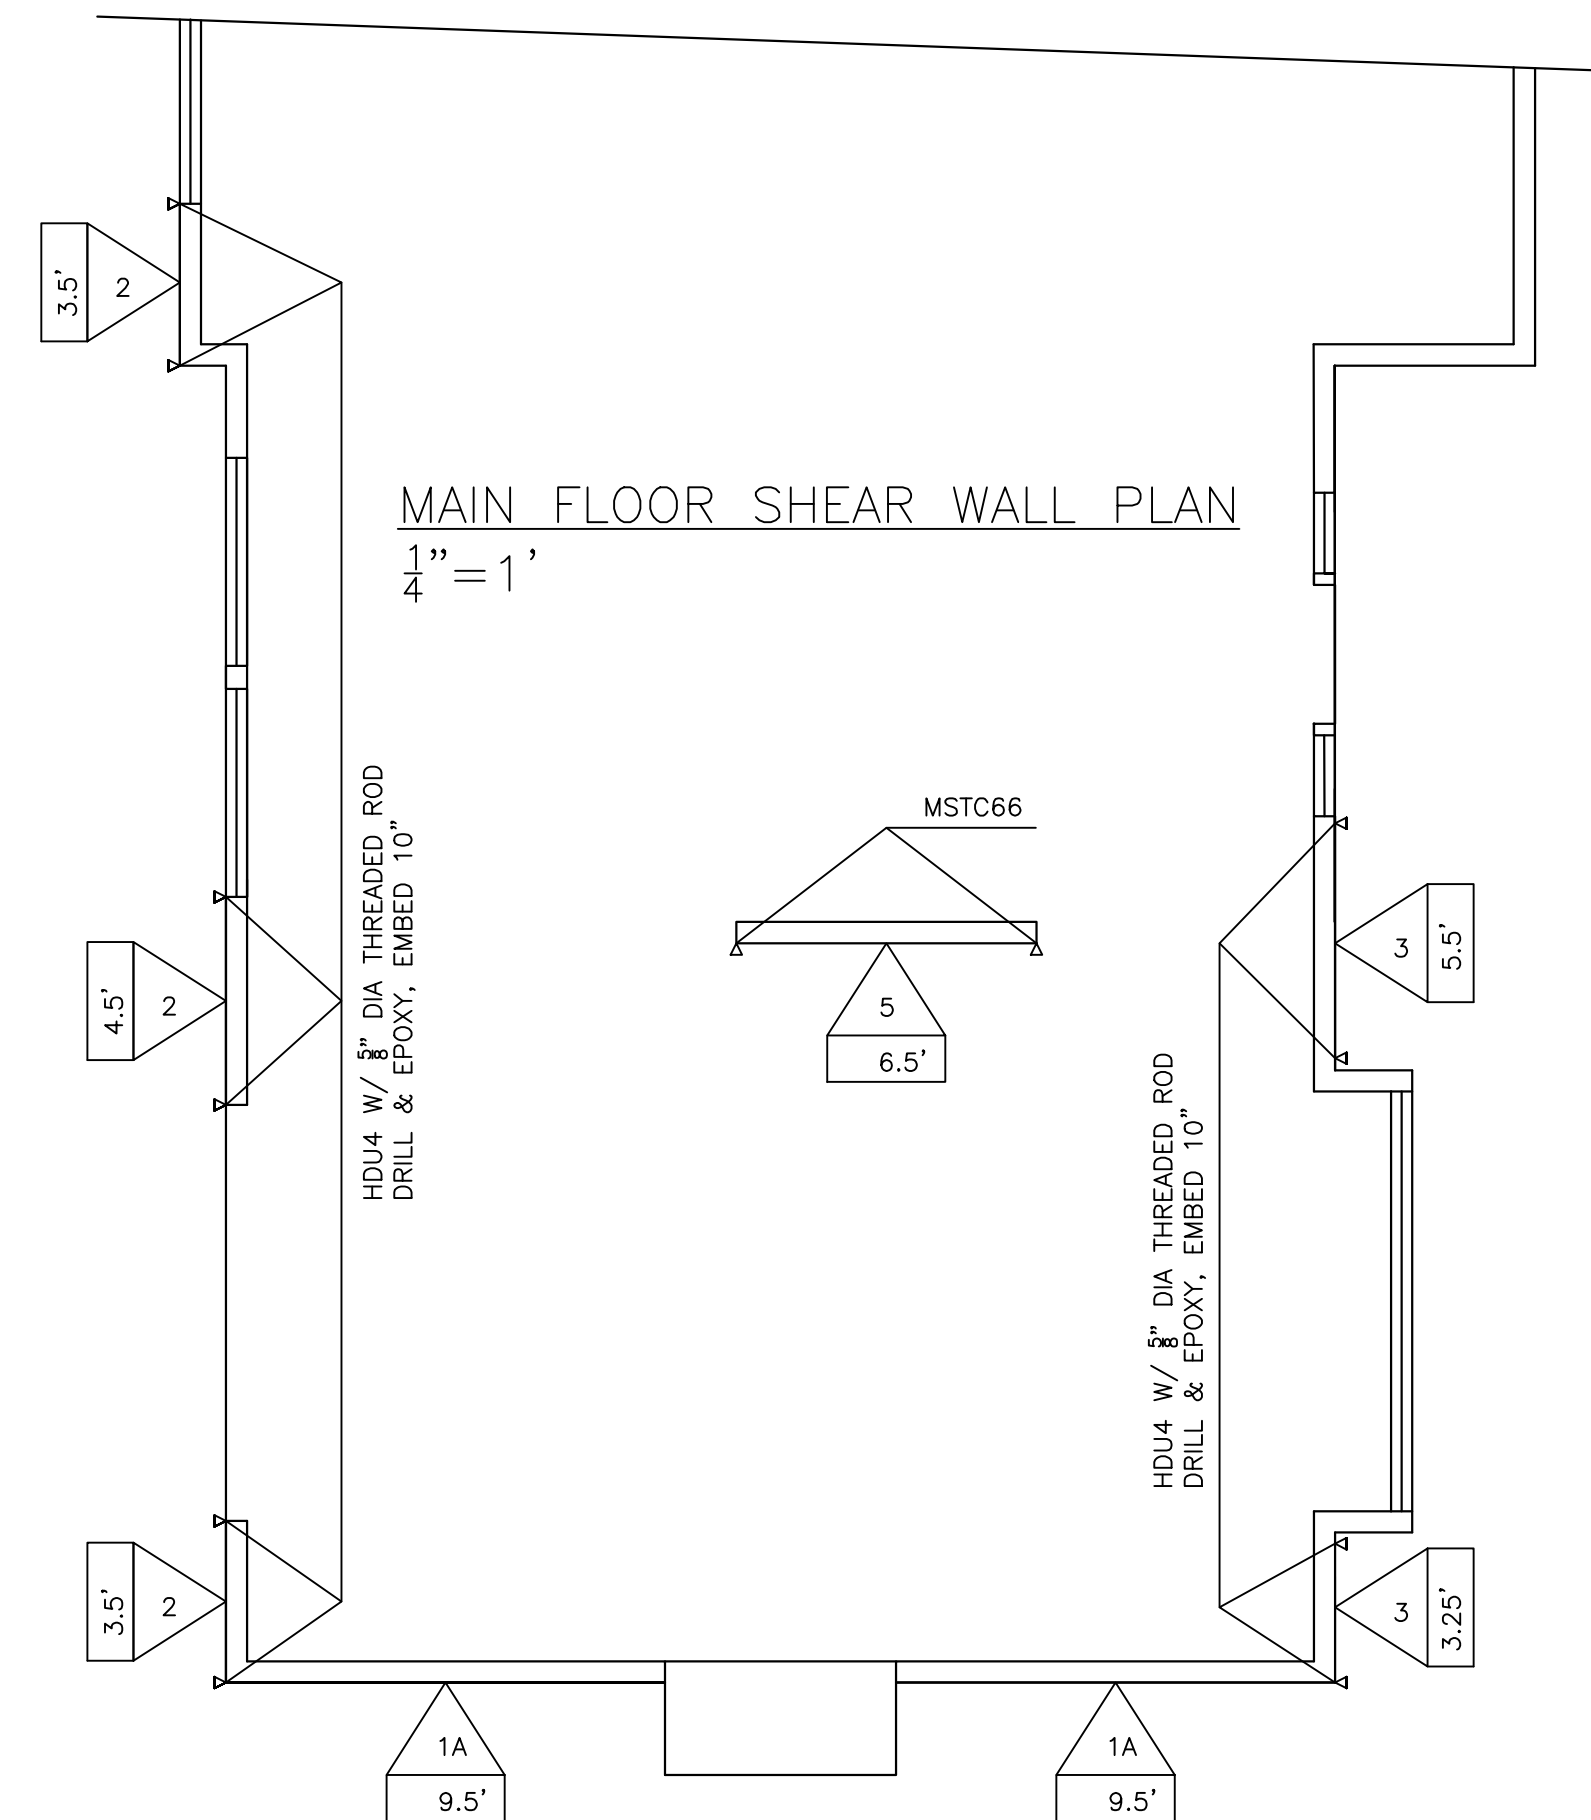 3.5'
2
MAIN FLOOR SHEAR WALL PLAN
1/4"=1'
HDU4 W/ 5/8" DIA THREADED ROD
DRILL & EPOXY, EMBED 10"
MSTC66
4.5'
2
5
6.5'
3
5.5'
HDU4 W/ 5/8" DIA THREADED ROD
DRILL & EPOXY, EMBED 10"
3.5'
2
3
3.25'
1A
9.5'
1A
9.5'